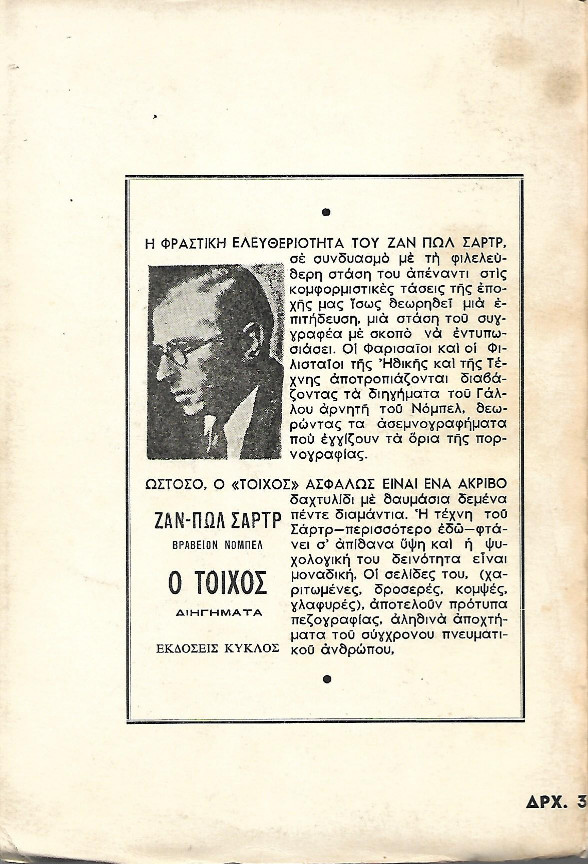 Η ΦΡΑΣΤΙΚΗ ΕΛΕΥΘΕΡΙΟΤΗΤΑ ΤΟΥ ΖΑΝ ΠΩΛ ΣΑΡΤΡ,
σὲ συνδυασμὸ μὲ τὴ φιλελεύ-
θερη στάση του ἀπέναντι στὶς
κομφορμιστικὲς τάσεις τῆς ἐπο-
χῆς μας ἴσως θεωρηθεῖ μιὰ ἐ-
πιτήδευση, μιὰ στάση τοῦ συγ-
γραφέα μὲ σκοπὸ νὰ ἐντυπω-
σιάσει. Οἱ Φαρισαῖοι καὶ οἱ Φι-
λισταῖοι τῆς Ἠθικῆς καὶ τῆς Τέ-
χνης ἀποτροπιάζονται διαβά-
ζοντας τὰ διηγήματα τοῦ Γάλ-
λου ἀρνητῆ τοῦ Νόμπελ, θεω-
ρώντας τα ἀσεμνογραφήματα
ποὺ ἐγγίζουν τὰ ὅρια τῆς πορ-
νογραφίας.
ΩΣΤΟΣΟ, Ο «ΤΟΙΧΟΣ» ΑΣΦΑΛΩΣ ΕΙΝΑΙ ΕΝΑ ΑΚΡΙΒΟ
δαχτυλίδι μὲ θαυμάσια δεμένα
πέντε διαμάντια. Ἡ τέχνη τοῦ
Σάρτρ—περισσότερο ἐδῶ—φτά-
νει σ' ἀπίθανα ὕψη καὶ ἡ ψυ-
χολογική του δεινότητα εἶναι
μοναδική. Οἱ σελίδες του, (χα-
ριτωμένες, δροσερές, κομψές,
γλαφυρές), ἀποτελοῦν πρότυπα
πεζογραφίας, ἀληθινὰ ἀποχτή-
ματα τοῦ σύγχρονου πνευματι-
κοῦ ἀνθρώπου.
ΖΑΝ-ΠΩΛ ΣΑΡΤΡ
ΒΡΑΒΕΙΟΝ ΝΟΜΠΕΛ
Ο ΤΟΙΧΟΣ
ΔΙΗΓΗΜΑΤΑ
ΕΚΔΟΣΕΙΣ ΚΥΚΛΟΣ
ΔΡΧ. 3